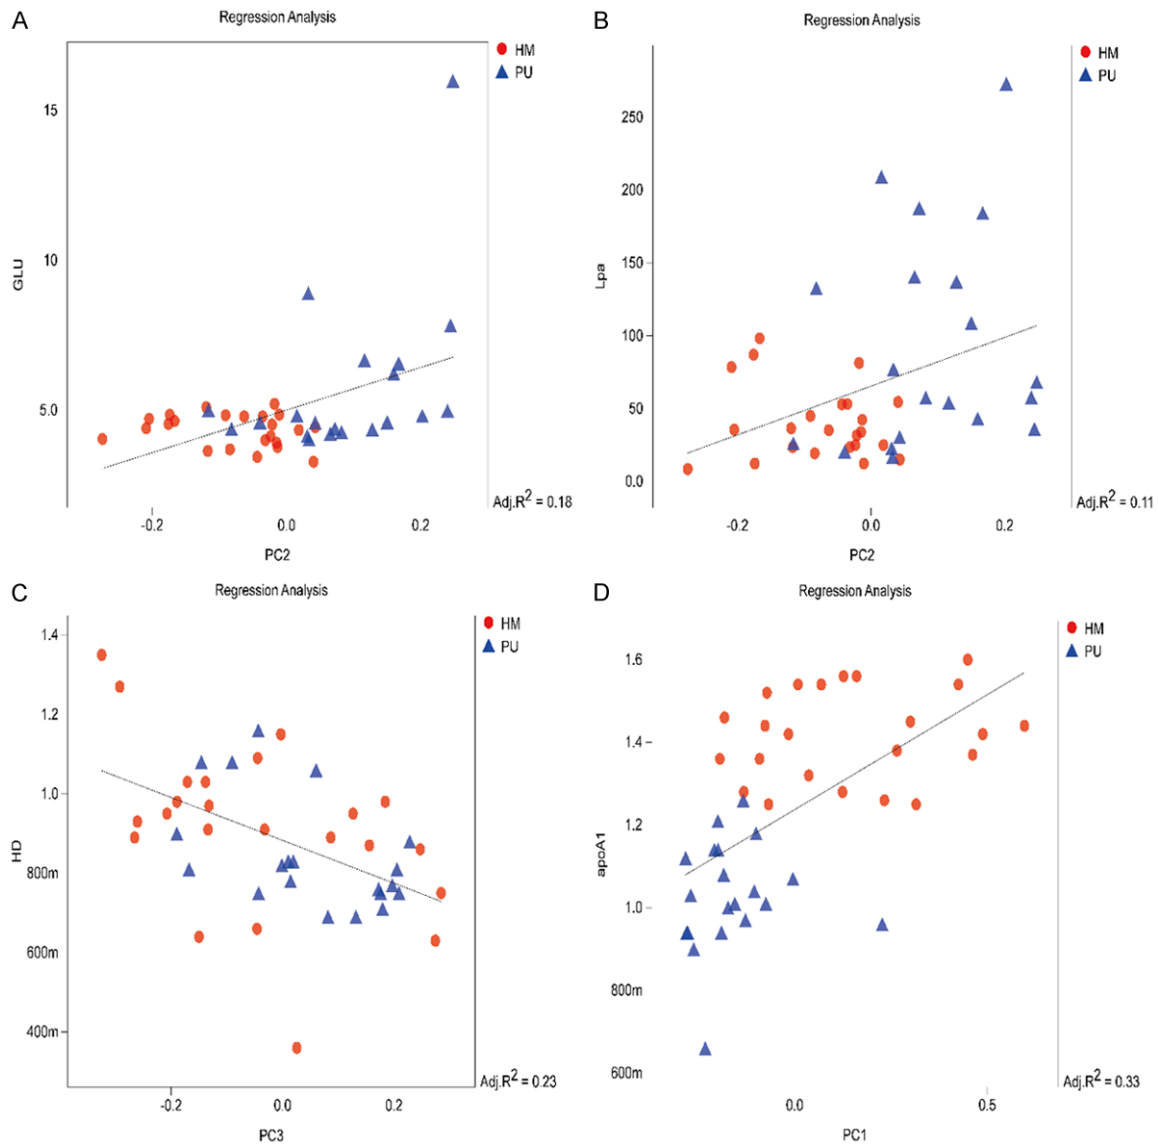 A
Regression Analysis
HM
PU
15
10
5.0
GLU
-0.2
0.0
0.2
PC2
Adj.R2 = 0.18
B
Regression Analysis
HM
PU
250
200
150
100
50
0.0
Lpa
-0.2
0.0
0.2
PC2
Adj.R2 = 0.11
C
Regression Analysis
HM
PU
1.4
1.2
1.0
800m
600m
400m
HD
-0.2
0.0
0.2
PC3
Adj.R2 = 0.23
D
Regression Analysis
HM
PU
1.6
1.4
1.2
1.0
800m
600m
apoA1
0.0
0.5
PC1
Adj.R2 = 0.33